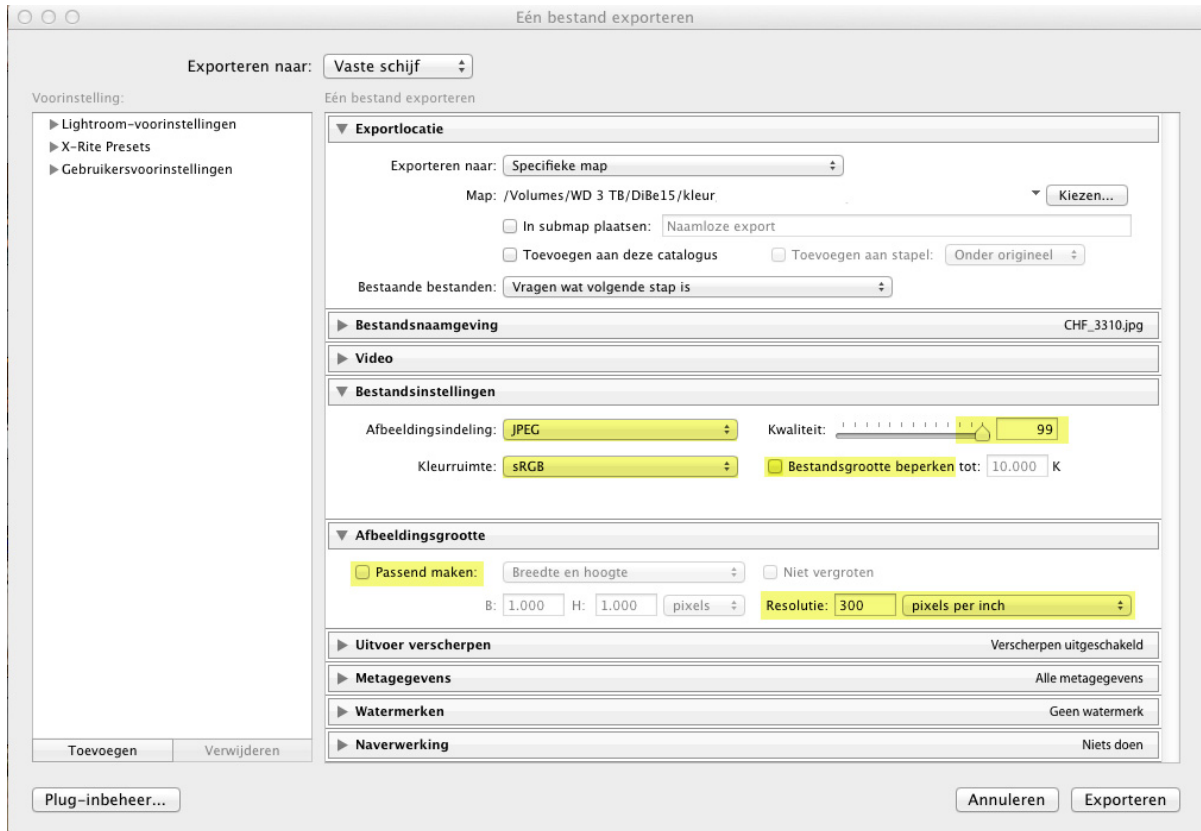 Eén bestand exporteren
Exporteren naar: Vaste schijf
Voorinstelling:
Eén bestand exporteren
Lightroom-voorinstellingen
X-Rite Presets
Gebruikersvoorinstellingen
Toevoegen Verwijderen
Exportlocatie
Exporteren naar: Specifieke map
Map: /Volumes/WD 3 TB/DiBe15/kleur Kiezen...
In submap plaatsen: Naamloze export
Toevoegen aan deze catalogus Toevoegen aan stapel: Onder origineel
Bestaande bestanden: Vragen wat volgende stap is
Bestandsnaamgeving CHF_3310.jpg
Video
Bestandsinstellingen
Afbeeldingsindeling: JPEG Kwaliteit: 99
Kleurruimte: sRGB Bestandsgrootte beperken tot: 10.000 K
Afbeeldingsgrootte
Passend maken: Breedte en hoogte Niet vergroten
B: 1.000 H: 1.000 pixels Resolutie: 300 pixels per inch
Uitvoer verscherpen Verscherpen uitgeschakeld
Metagegevens Alle metagegevens
Watermerken Geen watermerk
Naverwerking Niets doen
Plug-inbeheer... Annuleren Exporteren